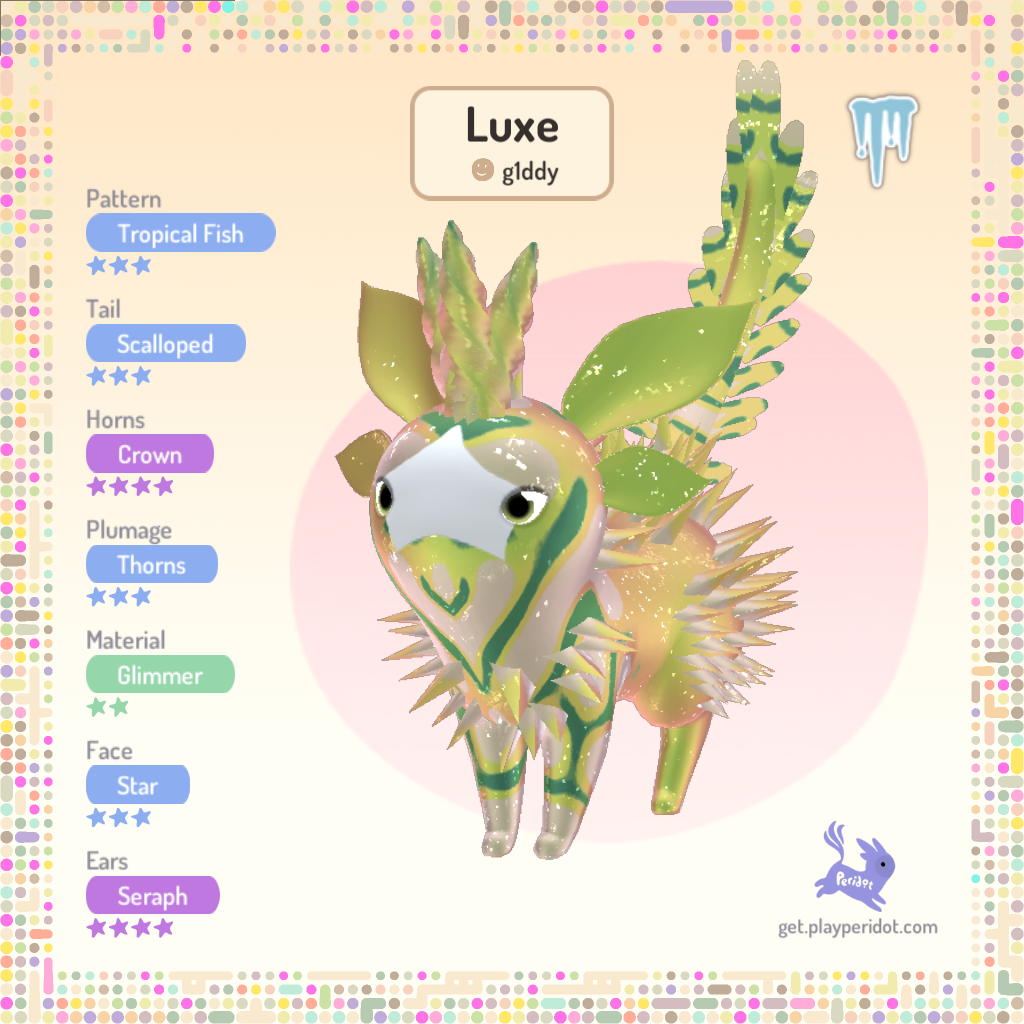 Luxe
g1ddy
Pattern
Tropical Fish
Tail
Scalloped
Horns
Crown
Plumage
Thorns
Material
Glimmer
Face
Star
Ears
Seraph
Peridot
get.playperidot.com